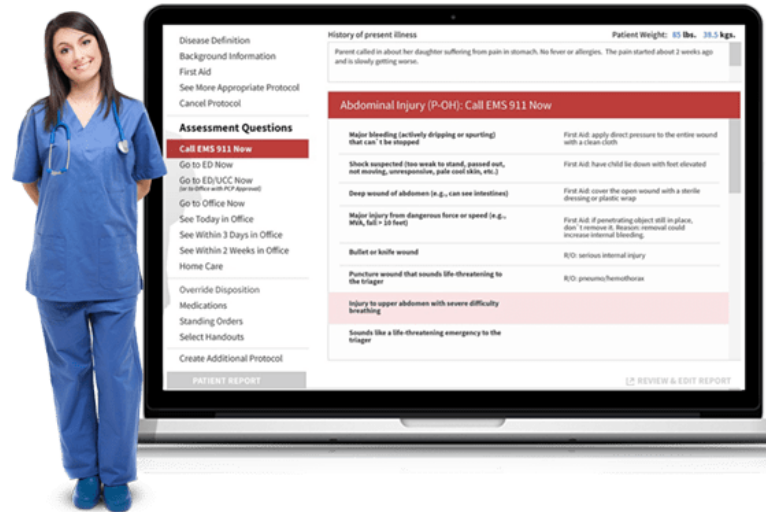 Disease Definition
Background Information
First Aid
See More Appropriate Protocol
Cancel Protocol
Assessment Questions
Call EMS 911 Now
Go to ED Now
Go to ED/UCC Now
(or to Office with PCP Approval)
Go to Office Now
See Today in Office
See Within 3 Days in Office
See Within 2 Weeks in Office
Home Care
Override Disposition
Medications
Standing Orders
Select Handouts
Create Additional Protocol
PATIENT REPORT
History of present illness
Patient Weight: 85 lbs. 38.5 kgs.
Parent called in about her daughter suffering from pain in stomach. No fever or allergies. The pain started about 2 weeks ago
and is slowly getting worse.
Abdominal Injury (P-OH): Call EMS 911 Now
Major bleeding (actively dripping or spurting)
that can`t be stopped
First Aid: apply direct pressure to the entire wound
with a clean cloth
Shock suspected (too weak to stand, passed out,
not moving, unresponsive, pale cool skin, etc.)
First Aid: have child lie down with feet elevated
Deep wound of abdomen (e.g., can see intestines)
First Aid: cover the open wound with a sterile
dressing or plastic wrap
Major injury from dangerous force or speed (e.g.,
MVA, fall > 10 feet)
First Aid: if penetrating object still in place,
don`t remove it. Reason: removal could
increase internal bleeding.
Bullet or knife wound
R/O: serious internal injury
Puncture wound that sounds life-threatening to
the triager
R/O: pneumo/hemothorax
Injury to upper abdomen with severe difficulty
breathing
Sounds like a life-threatening emergency to the
triager
REVIEW & EDIT REPORT